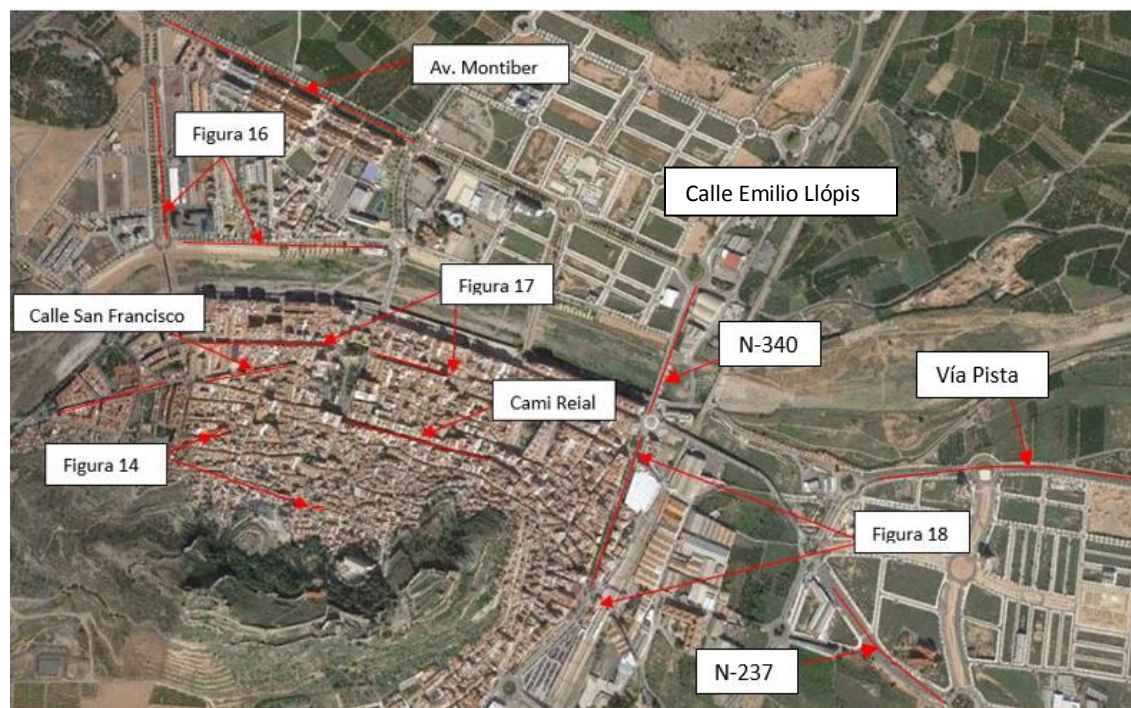 Av. Montiber
Figura 16
Calle Emilio Llópis
Figura 17
Calle San Francisco
N-340
Vía Pista
Cami Reial
Figura 14
Figura 18
N-237